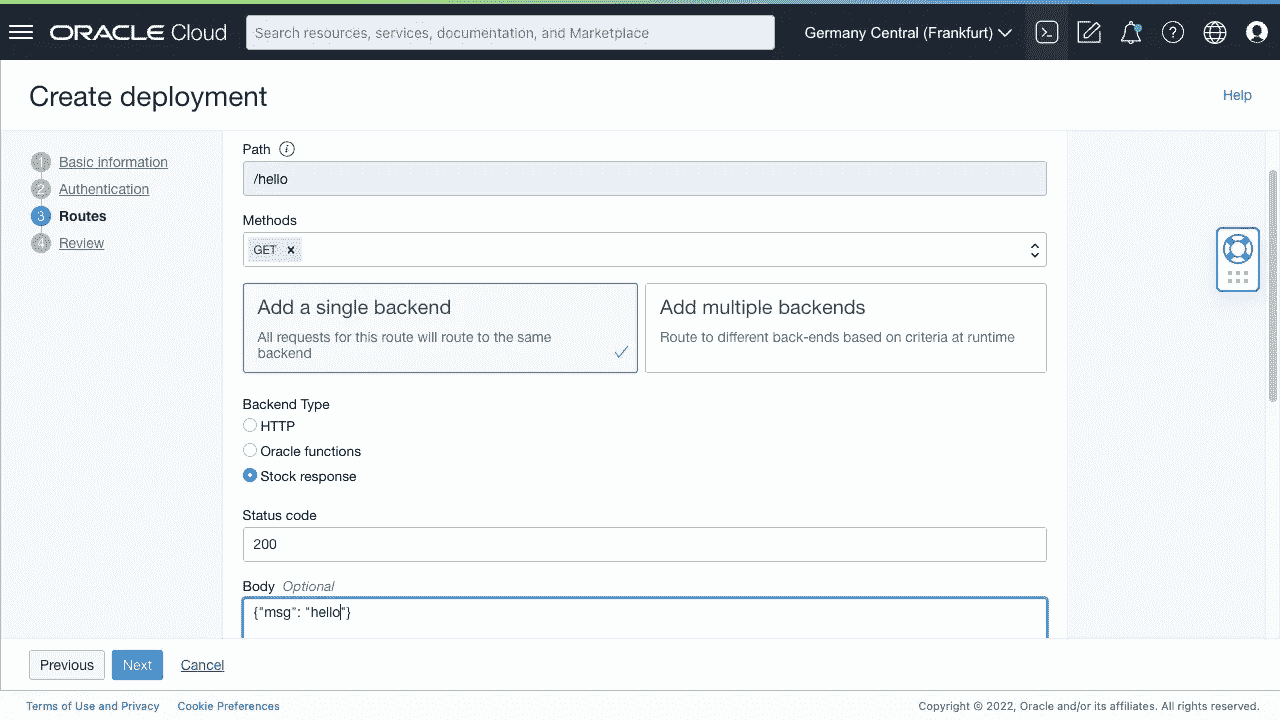 ORACLE Cloud
Search resources, services, documentation, and Marketplace
Germany Central (Frankfurt)
Create deployment
Help
1 Basic information
2 Authentication
3 Routes
4 Review
Path
/hello
Methods
GET
Add a single backend
All requests for this route will route to the same
backend
Add multiple backends
Route to different back-ends based on criteria at runtime
Backend Type
HTTP
Oracle functions
Stock response
Status code
200
Body Optional
{"msg": "hello"}
Previous
Next
Cancel
Terms of Use and Privacy
Cookie Preferences
Copyright © 2022, Oracle and/or its affiliates. All rights reserved.